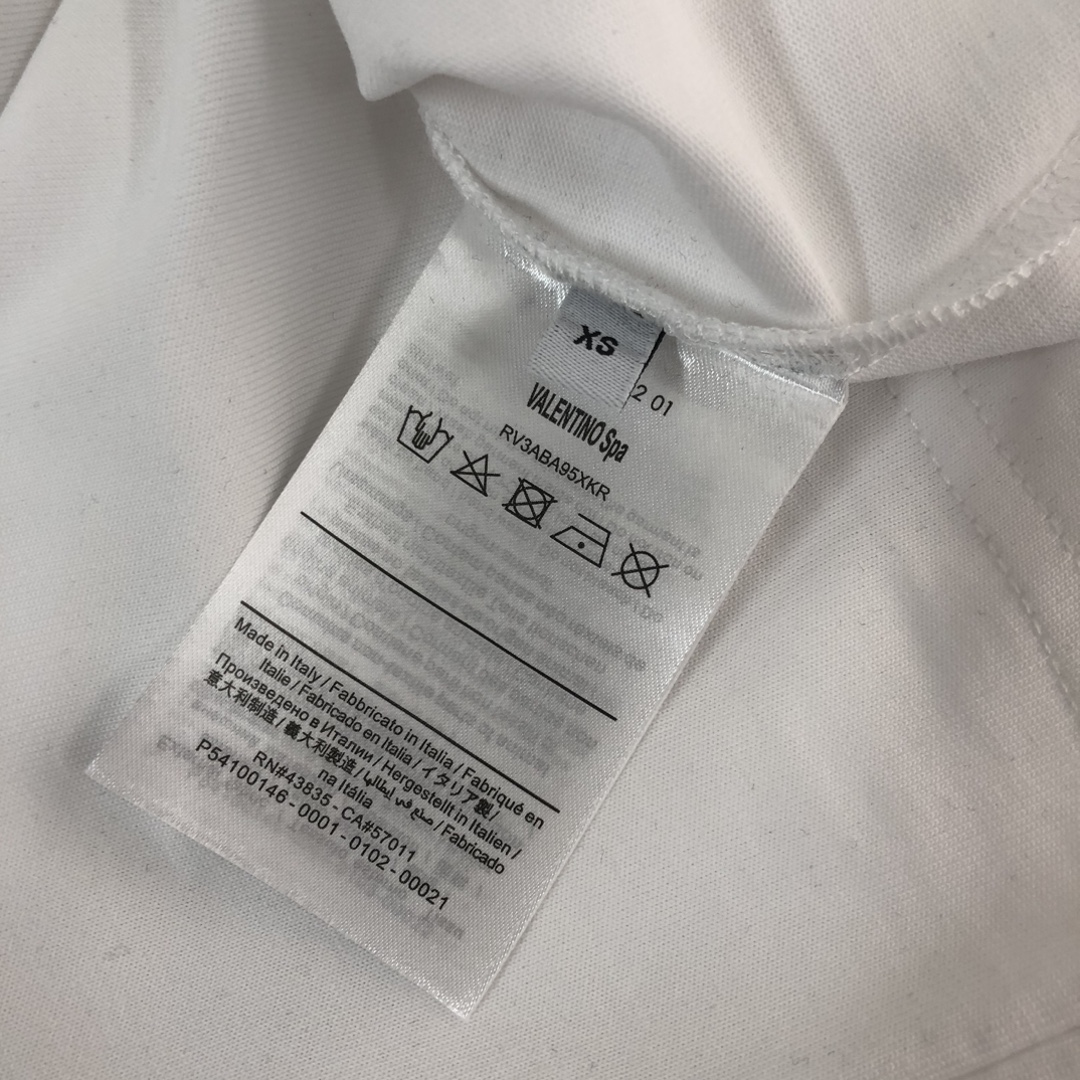 XS
2 01
VALENTINO Spa
RV3ABA95XKR
Made in Italy / Fabbricato in Italia / Fabriqué en
Italie / Fabricado en Italia / イタリア製 /
Произведено в Италии / Hergestellt in Italien /
意大利制造 / 義大利製造 / صنع في إيطاليا / Fabricado
na Itália
RN#43835 - CA#57011
P54100146 - 0001 - 0102 - 00021